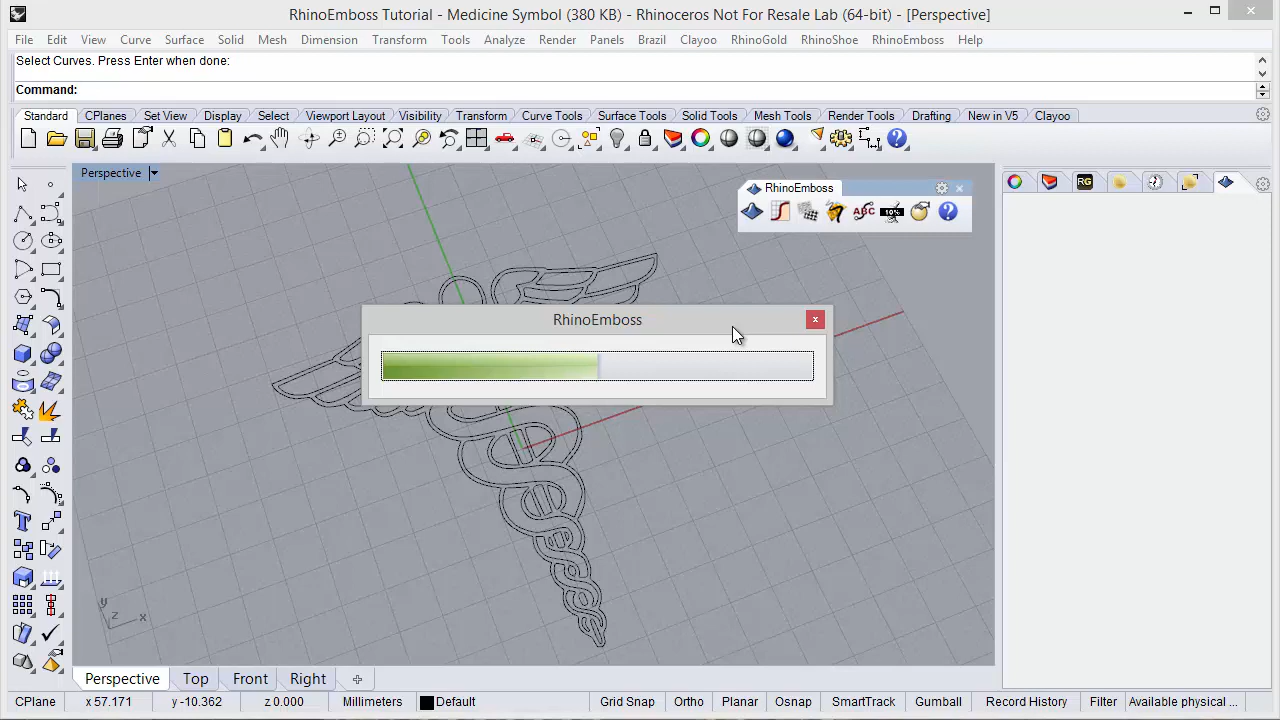 RhinoEmboss Tutorial - Medicine Symbol (380 KB) - Rhinoceros Not For Resale Lab (64-bit) - [Perspective]
File Edit View Curve Surface Solid Mesh Dimension Transform Tools Analyze Render Panels Brazil Clayoo RhinoGold RhinoShoe RhinoEmboss Help
Select Curves. Press Enter when done:
Command:
Standard CPlanes Set View Display Select Viewport Layout Visibility Transform Curve Tools Surface Tools Solid Tools Mesh Tools Render Tools Drafting New in V5 Clayoo
Perspective
RhinoEmboss
RG
ABC 10%
RhinoEmboss
y z x
Perspective Top Front Right
CPlane x 57.171 y -10.362 z 0.000 Millimeters Default Grid Snap Ortho Planar Osnap SmartTrack Gumball Record History Filter Available physical ...